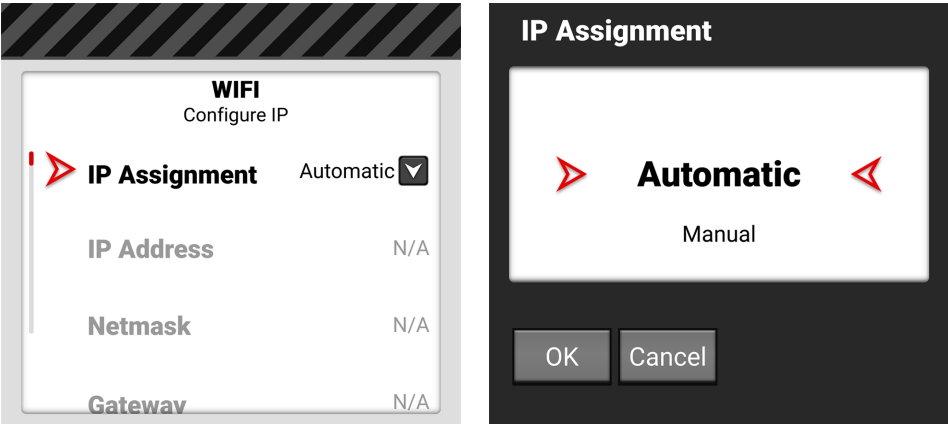 WIFI
Configure IP
IP Assignment Automatic
IP Address N/A
Netmask N/A
Gateway N/A
IP Assignment
Automatic
Manual
OK Cancel